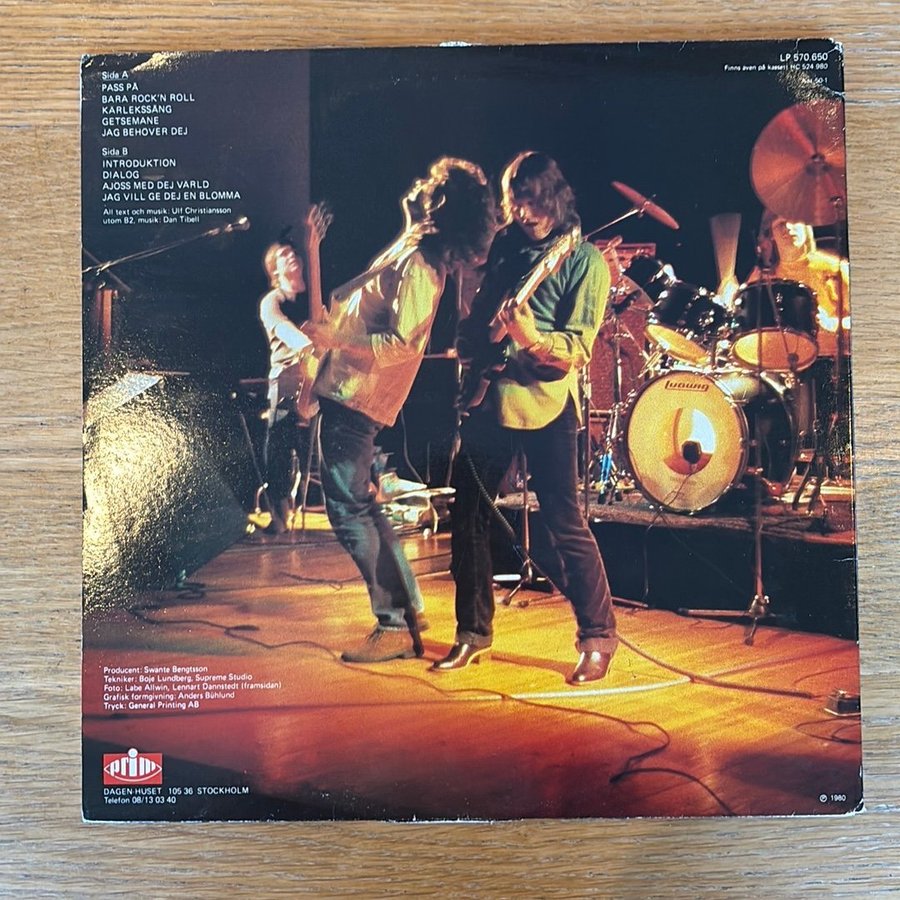 Sida A
PASS PÅ
BARA ROCK'N ROLL
KÄRLEKSSÅNG
GETSEMANE
JAG BEHÖVER DEJ
Sida B
INTRODUKTION
DIALOG
AJÖSS MED DEJ VÄRLD
JAG VILL GE DEJ EN BLOMMA
All text och musik: Ulf Christiansson
utom B2, musik: Dan Tibell
LP 570.650
Finns även på kassett HC 524 980
LUDWIG
Producent: Swante Bengtsson
Tekniker: Boje Lundberg, Supreme Studio
Foto: Labe Allwin, Lennart Dannstedt (framsidan)
Grafisk formgivning: Anders Bühlund
Tryck: General Printing AB
prim
DAGEN-HUSET 105 36 STOCKHOLM
Telefon 08/13 03 40
℗ 1980